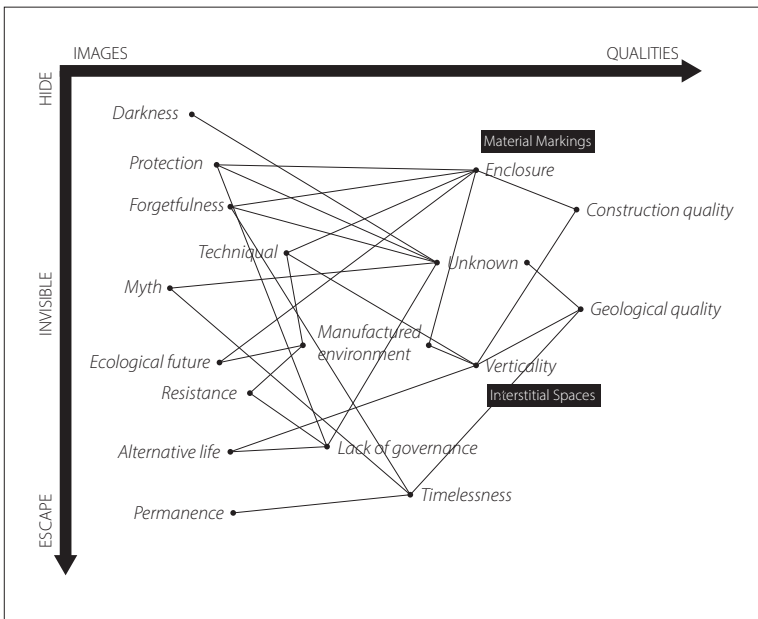 IMAGES
QUALITIES
HIDE
Darkness
Material Markings
Protection
Enclosure
Forgetfulness
Construction quality
Techniqual
Unknown
INVISIBLE
Myth
Geological quality
Manufactured
environment
Ecological future
Verticality
Resistance
Interstitial Spaces
Alternative life
Lack of governance
ESCAPE
Timelessness
Permanence